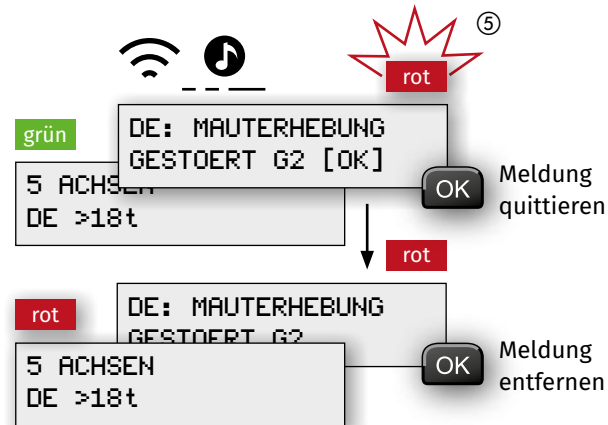 ⑤
rot
grün
DE: MAUTERHEBUNG
GESTOERT G2 [OK]
5 ACHSEN
DE >18t
OK
Meldung
quittieren
rot
rot
DE: MAUTERHEBUNG
GESTOERT G2
5 ACHSEN
DE >18t
OK
Meldung
entfernen